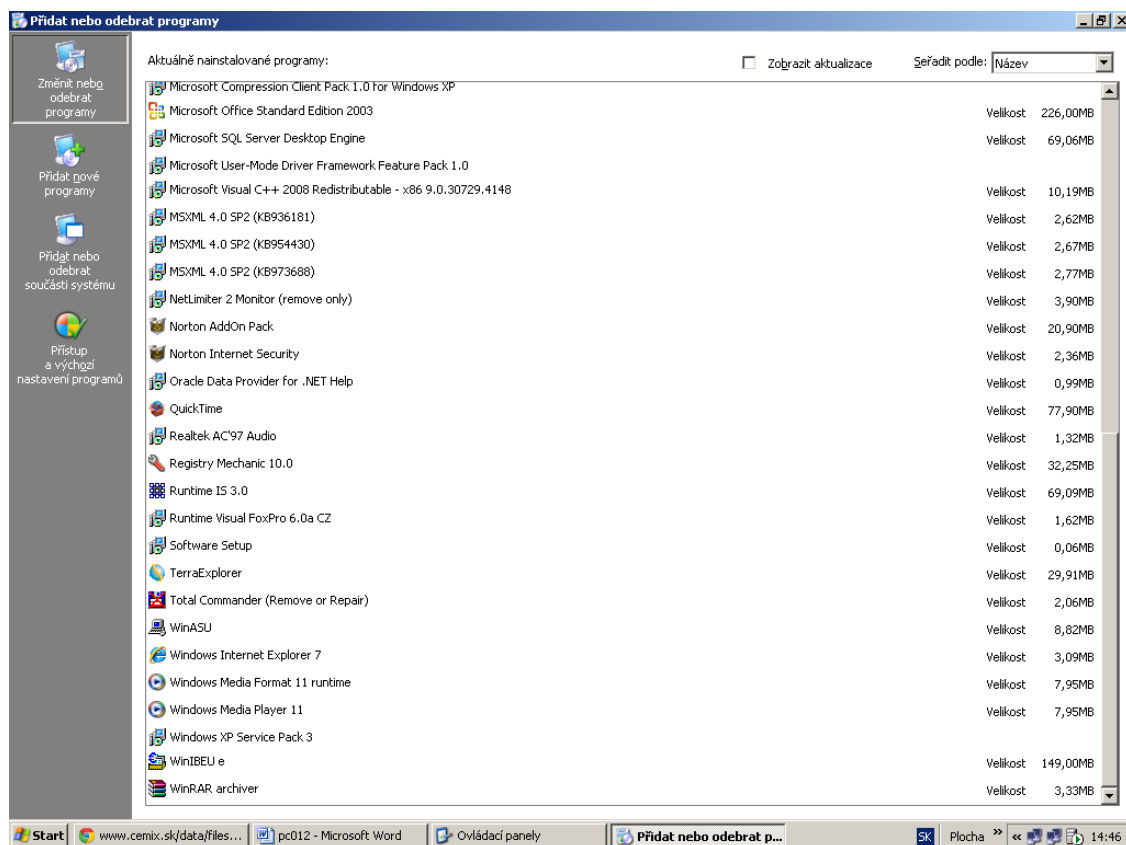 Přidat nebo odebrat programy
Změnit nebo
odebrat
programy
Přidat nové
programy
Přidat nebo
odebrat
součásti systému
Přístup
a výchozí
nastavení programů
Aktuálně nainstalované programy:
Zobrazit aktualizace
Seřadit podle: Název
Microsoft Compression Client Pack 1.0 for Windows XP
Microsoft Office Standard Edition 2003 Velikost 226,00MB
Microsoft SQL Server Desktop Engine Velikost 69,06MB
Microsoft User-Mode Driver Framework Feature Pack 1.0
Microsoft Visual C++ 2008 Redistributable - x86 9.0.30729.4148 Velikost 10,19MB
MSXML 4.0 SP2 (KB936181) Velikost 2,62MB
MSXML 4.0 SP2 (KB954430) Velikost 2,67MB
MSXML 4.0 SP2 (KB973688) Velikost 2,77MB
NetLimiter 2 Monitor (remove only) Velikost 3,90MB
Norton AddOn Pack Velikost 20,90MB
Norton Internet Security Velikost 2,36MB
Oracle Data Provider for .NET Help Velikost 0,99MB
QuickTime Velikost 77,90MB
Realtek AC'97 Audio Velikost 1,32MB
Registry Mechanic 10.0 Velikost 32,25MB
Runtime IS 3.0 Velikost 69,09MB
Runtime Visual FoxPro 6.0a CZ Velikost 1,62MB
Software Setup Velikost 0,06MB
TerraExplorer Velikost 29,91MB
Total Commander (Remove or Repair) Velikost 2,06MB
WinASU Velikost 8,82MB
Windows Internet Explorer 7 Velikost 3,09MB
Windows Media Format 11 runtime Velikost 7,95MB
Windows Media Player 11 Velikost 7,95MB
Windows XP Service Pack 3
WinIBEU e Velikost 149,00MB
WinRAR archiver Velikost 3,33MB
Start www.cemix.sk/data/files... pc012 - Microsoft Word Ovládací panely Přidat nebo odebrat p... SK Plocha » « 14:46